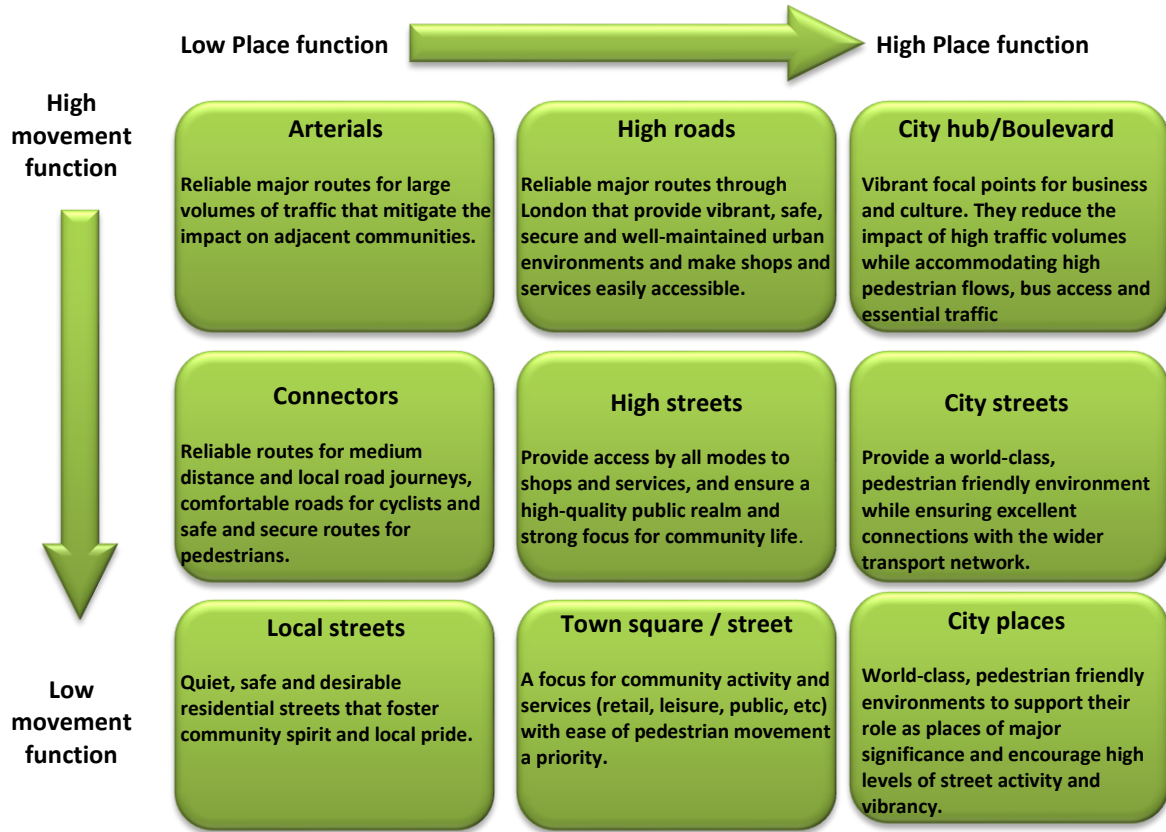 Low Place function
High Place function
High
movement
function
Arterials
Reliable major routes for large
volumes of traffic that mitigate the
impact on adjacent communities.
High roads
Reliable major routes through
London that provide vibrant, safe,
secure and well-maintained urban
environments and make shops and
services easily accessible.
City hub/Boulevard
Vibrant focal points for business
and culture. They reduce the
impact of high traffic volumes
while accommodating high
pedestrian flows, bus access and
essential traffic
Connectors
Reliable routes for medium
distance and local road journeys,
comfortable roads for cyclists and
safe and secure routes for
pedestrians.
High streets
Provide access by all modes to
shops and services, and ensure a
high-quality public realm and
strong focus for community life.
City streets
Provide a world-class,
pedestrian friendly environment
while ensuring excellent
connections with the wider
transport network.
Low
movement
function
Local streets
Quiet, safe and desirable
residential streets that foster
community spirit and local pride.
Town square / street
A focus for community activity and
services (retail, leisure, public, etc)
with ease of pedestrian movement
a priority.
City places
World-class, pedestrian friendly
environments to support their
role as places of major
significance and encourage high
levels of street activity and
vibrancy.